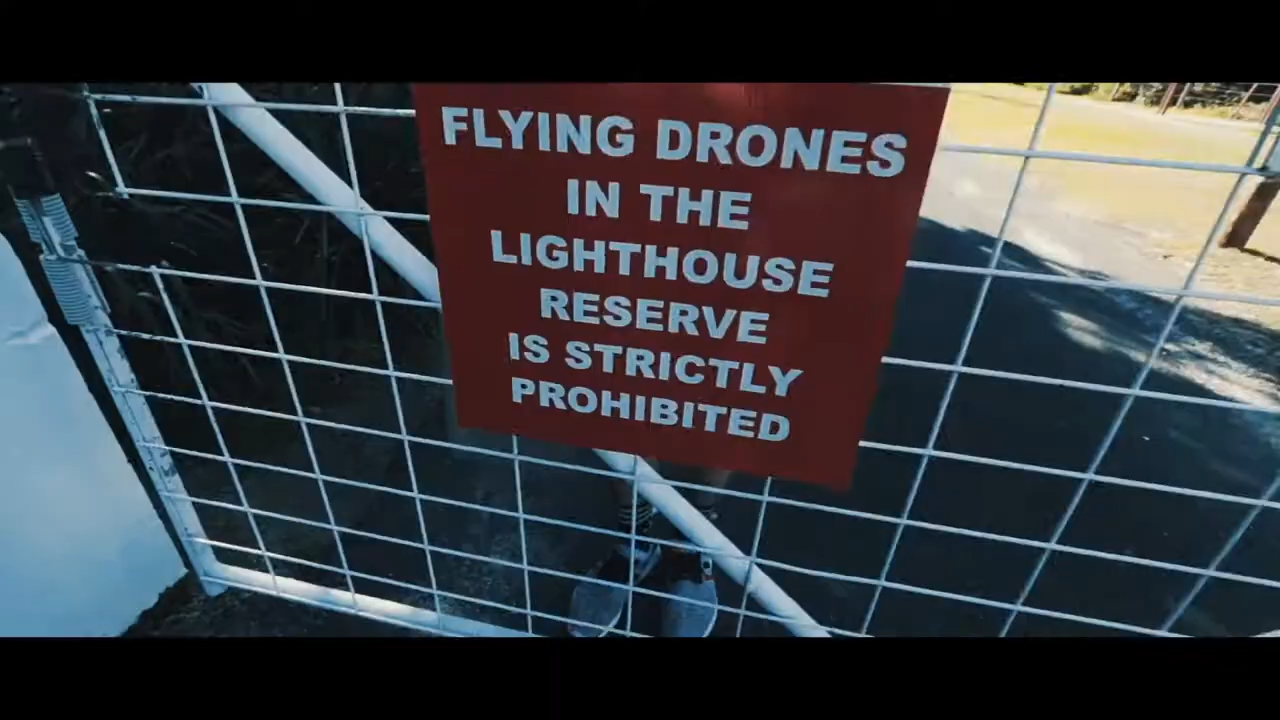 FLYING DRONES
IN THE
LIGHTHOUSE
RESERVE
IS STRICTLY
PROHIBITED